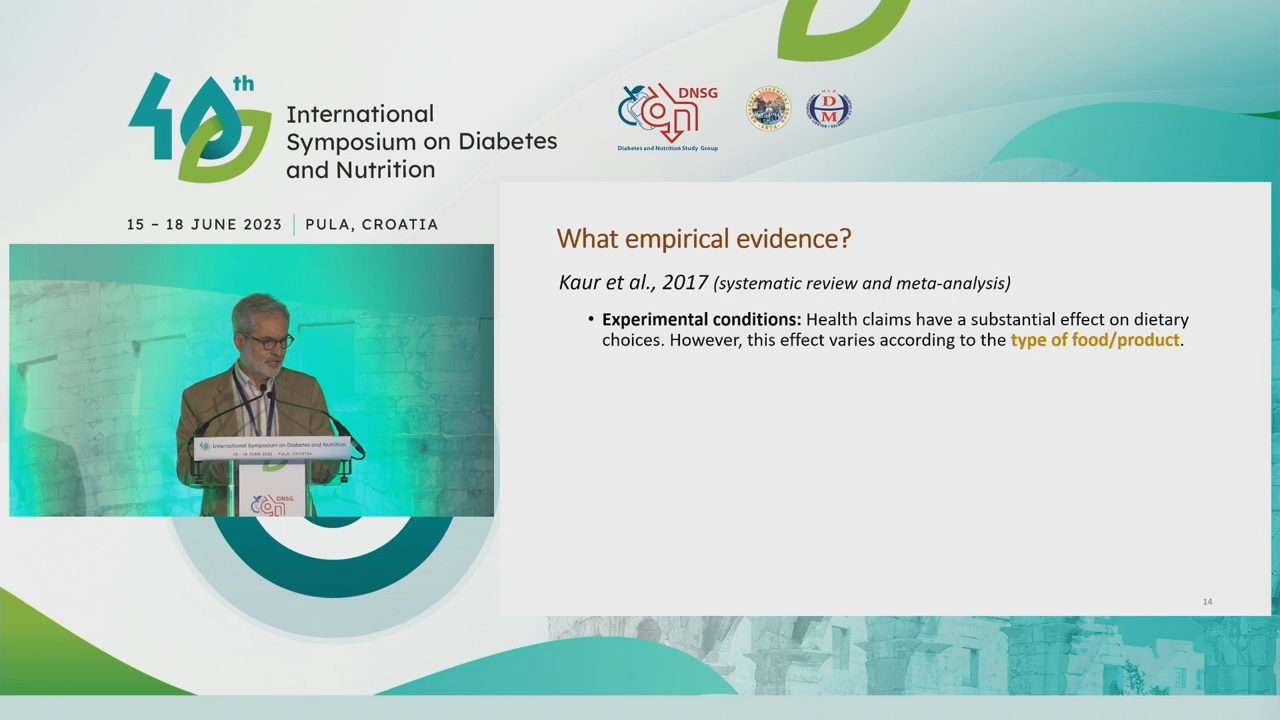 40th
International
Symposium on Diabetes
and Nutrition
15 – 18 JUNE 2023 | PULA, CROATIA
DNSG
Diabetes and Nutrition Study Group
DM
What empirical evidence?
Kaur et al., 2017 (systematic review and meta-analysis)
• Experimental conditions: Health claims have a substantial effect on dietary
choices. However, this effect varies according to the type of food/product.
14
International Symposium on Diabetes and Nutrition
15 – 18 JUNE 2023 | PULA, CROATIA
DNSG